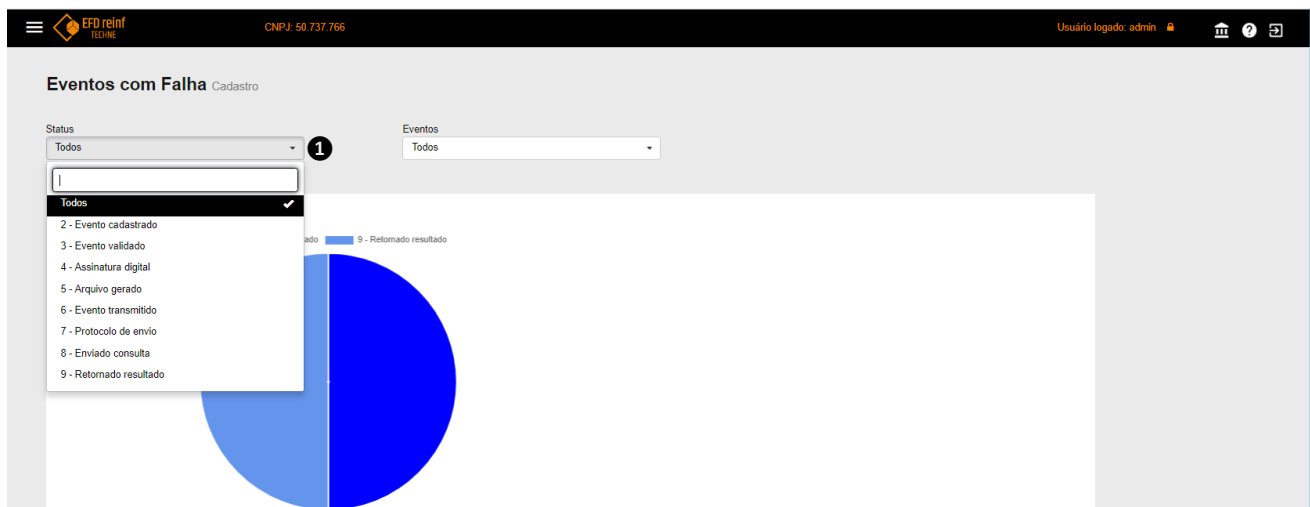 EFD reinf
TECHNE
CNPJ: 50.737.766
Usuário logado: admin
Eventos com Falha Cadastro
Status
Eventos
Todos
1
Todos
Todos
2 - Evento cadastrado
3 - Evento validado
4 - Assinatura digital
5 - Arquivo gerado
6 - Evento transmitido
7 - Protocolo de envio
8 - Enviado consulta
9 - Retornado resultado
9 - Retornado resultado